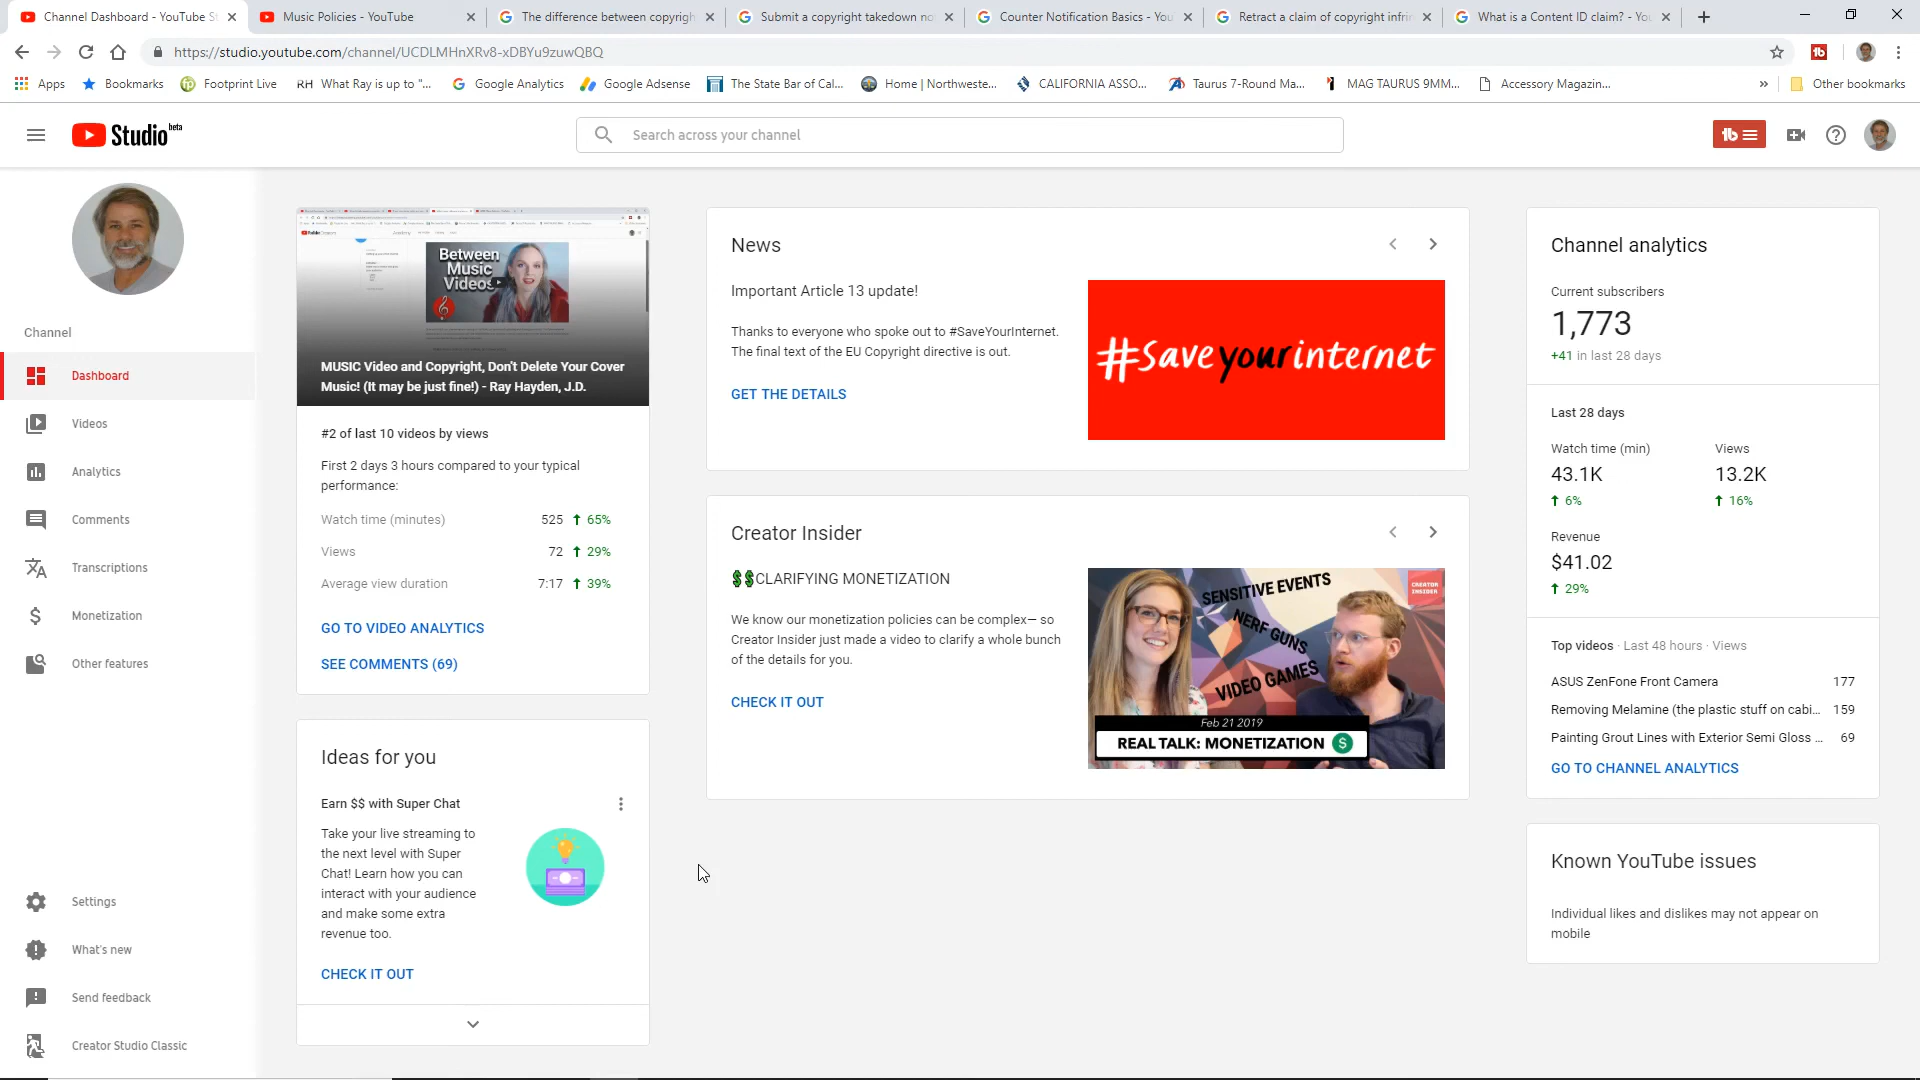 Channel Dashboard - YouTube St
Music Policies - YouTube
The difference between copyrigh
Submit a copyright takedown no
Counter Notification Basics - You
Retract a claim of copyright infrin
What is a Content ID claim? - You
https://studio.youtube.com/channel/UCDLMHnXRv8-xDBYu9zuwQBQ
Apps
Bookmarks
Footprint Live
RH What Ray is up to "...
Google Analytics
Google Adsense
The State Bar of Cal...
Home | Northweste...
CALIFORNIA ASSO...
Taurus 7-Round Ma...
MAG TAURUS 9MM...
Accessory Magazin...
»
Other bookmarks
Studio beta
Search across your channel
Channel
Dashboard
Videos
Analytics
Comments
Transcriptions
Monetization
Other features
Settings
What's new
Send feedback
Creator Studio Classic
Between
Music
Videos
MUSIC Video and Copyright, Don't Delete Your Cover
Music! (It may be just fine!) - Ray Hayden, J.D.
#2 of last 10 videos by views
First 2 days 3 hours compared to your typical
performance:
Watch time (minutes) 525 ↑ 65%
Views 72 ↑ 29%
Average view duration 7:17 ↑ 39%
GO TO VIDEO ANALYTICS
SEE COMMENTS (69)
Ideas for you
Earn $$ with Super Chat
Take your live streaming to
the next level with Super
Chat! Learn how you can
interact with your audience
and make some extra
revenue too.
CHECK IT OUT
News
Important Article 13 update!
Thanks to everyone who spoke out to #SaveYourInternet.
The final text of the EU Copyright directive is out.
GET THE DETAILS
#Saveyourinternet
Creator Insider
💲💲CLARIFYING MONETIZATION
We know our monetization policies can be complex— so
Creator Insider just made a video to clarify a whole bunch
of the details for you.
CHECK IT OUT
SENSITIVE EVENTS
NERF GUNS
VIDEO GAMES
CREATOR
INSIDER
Feb 21 2019
REAL TALK: MONETIZATION $
Channel analytics
Current subscribers
1,773
+41 in last 28 days
Last 28 days
Watch time (min) Views
43.1K 13.2K
↑ 6% ↑ 16%
Revenue
$41.02
↑ 29%
Top videos · Last 48 hours · Views
ASUS ZenFone Front Camera 177
Removing Melamine (the plastic stuff on cabi... 159
Painting Grout Lines with Exterior Semi Gloss ... 69
GO TO CHANNEL ANALYTICS
Known YouTube issues
Individual likes and dislikes may not appear on
mobile